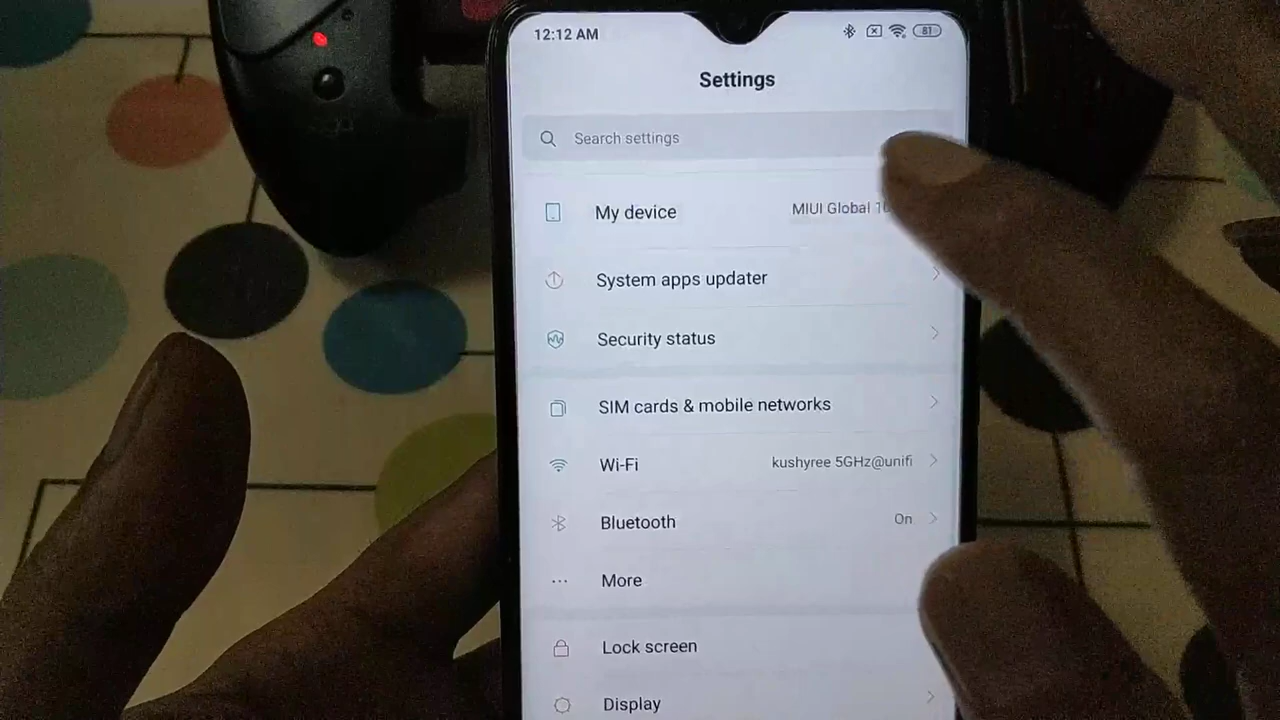 12:12 AM
81
Settings
Search settings
My device
MIUI Global
System apps updater
Security status
SIM cards & mobile networks
Wi-Fi
kushyree 5GHz@unifi
Bluetooth
On
More
Lock screen
Display